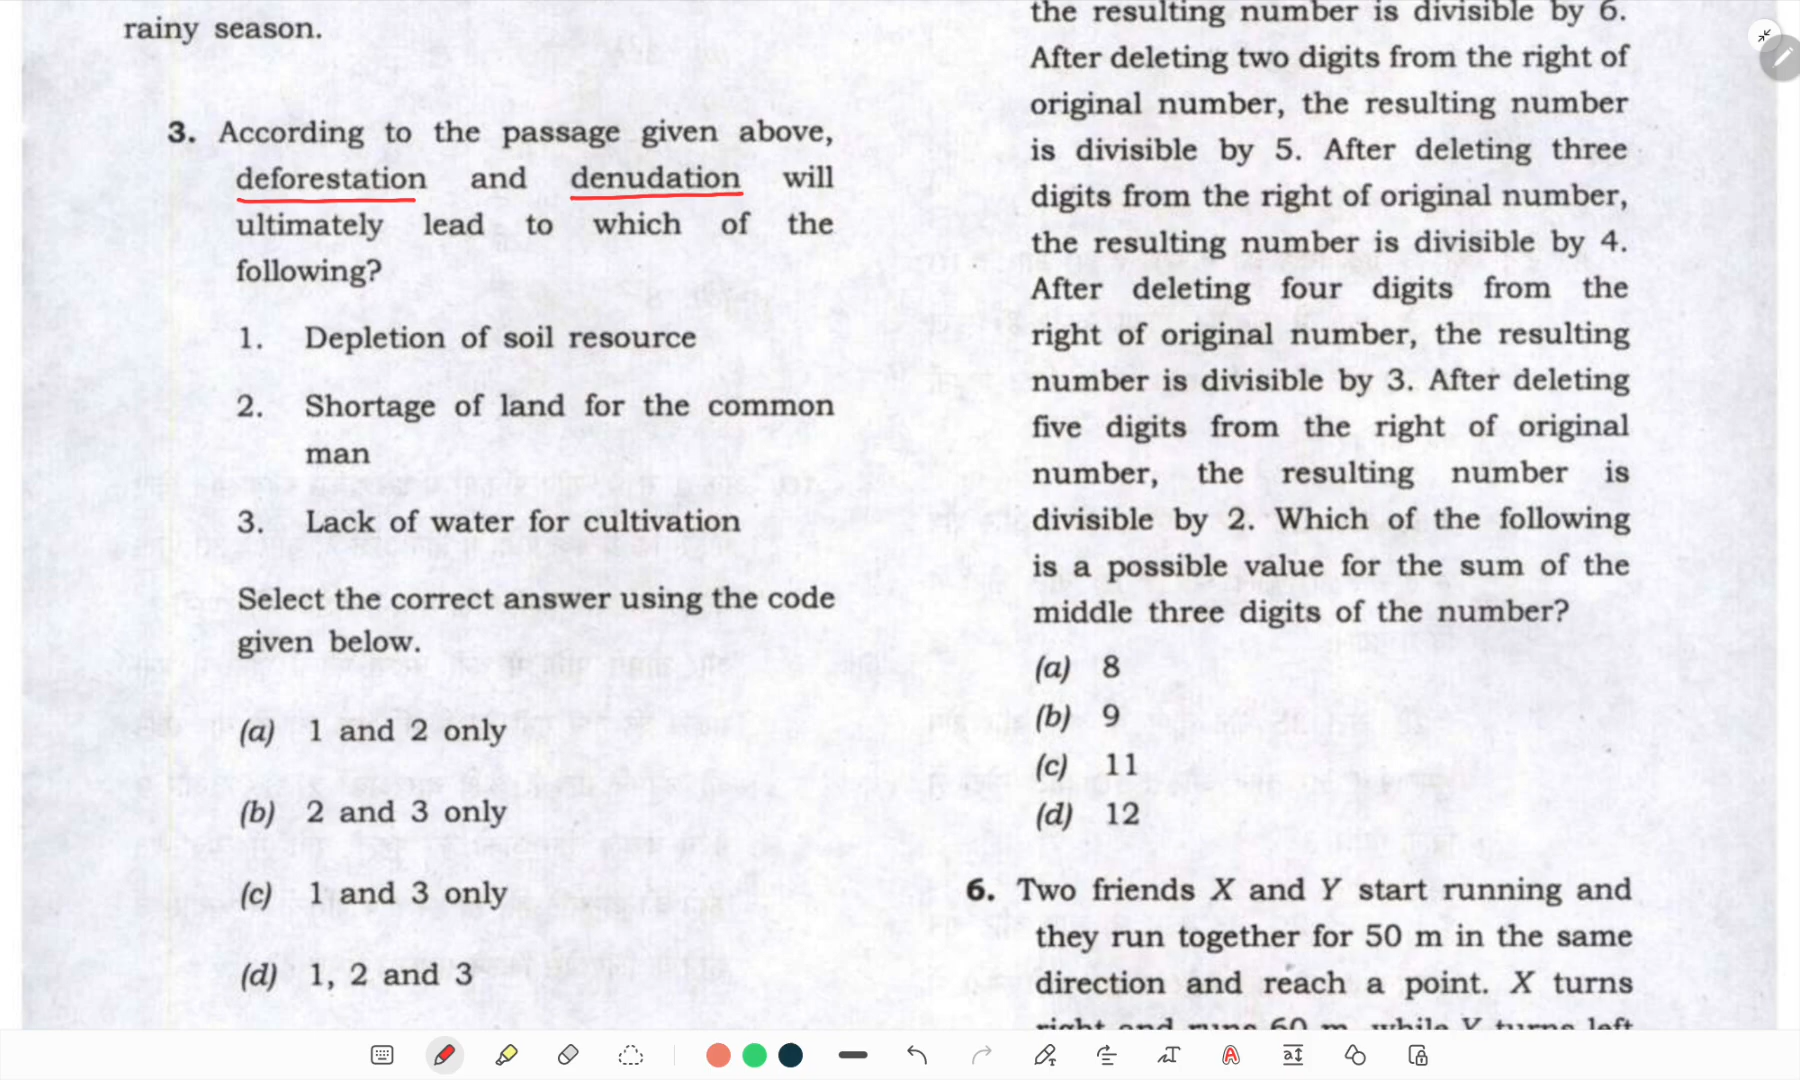 rainy season.
3. According to the passage given above,
deforestation and denudation will
ultimately lead to which of the
following?
1. Depletion of soil resource
2. Shortage of land for the common
man
3. Lack of water for cultivation
Select the correct answer using the code
given below.
(a) 1 and 2 only
(b) 2 and 3 only
(c) 1 and 3 only
(d) 1, 2 and 3
the resulting number is divisible by 6.
After deleting two digits from the right of
original number, the resulting number
is divisible by 5. After deleting three
digits from the right of original number,
the resulting number is divisible by 4.
After deleting four digits from the
right of original number, the resulting
number is divisible by 3. After deleting
five digits from the right of original
number, the resulting number is
divisible by 2. Which of the following
is a possible value for the sum of the
middle three digits of the number?
(a) 8
(b) 9
(c) 11
(d) 12
6. Two friends X and Y start running and
they run together for 50 m in the same
direction and reach a point. X turns
right and runs 60 m, while Y turns left